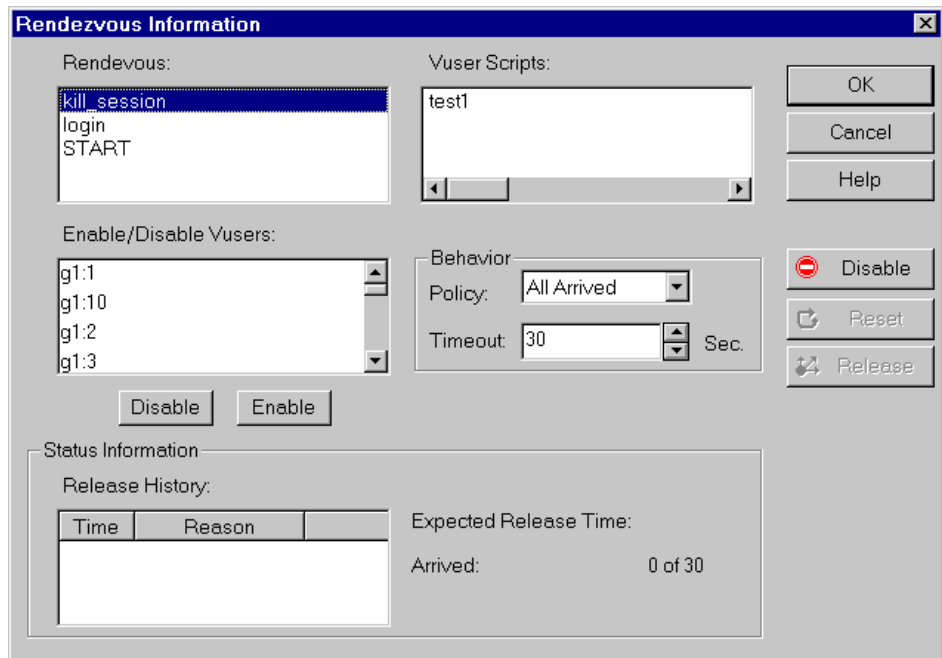 Rendezvous Information
Rendevous:
kill_session
login
START
Vuser Scripts:
test1
OK
Cancel
Help
Enable/Disable Vusers:
g1:1
g1:10
g1:2
g1:3
Disable
Enable
Behavior
Policy: All Arrived
Timeout: 30 Sec.
Disable
Reset
Release
Status Information
Release History:
Time Reason
Expected Release Time:
Arrived: 0 of 30